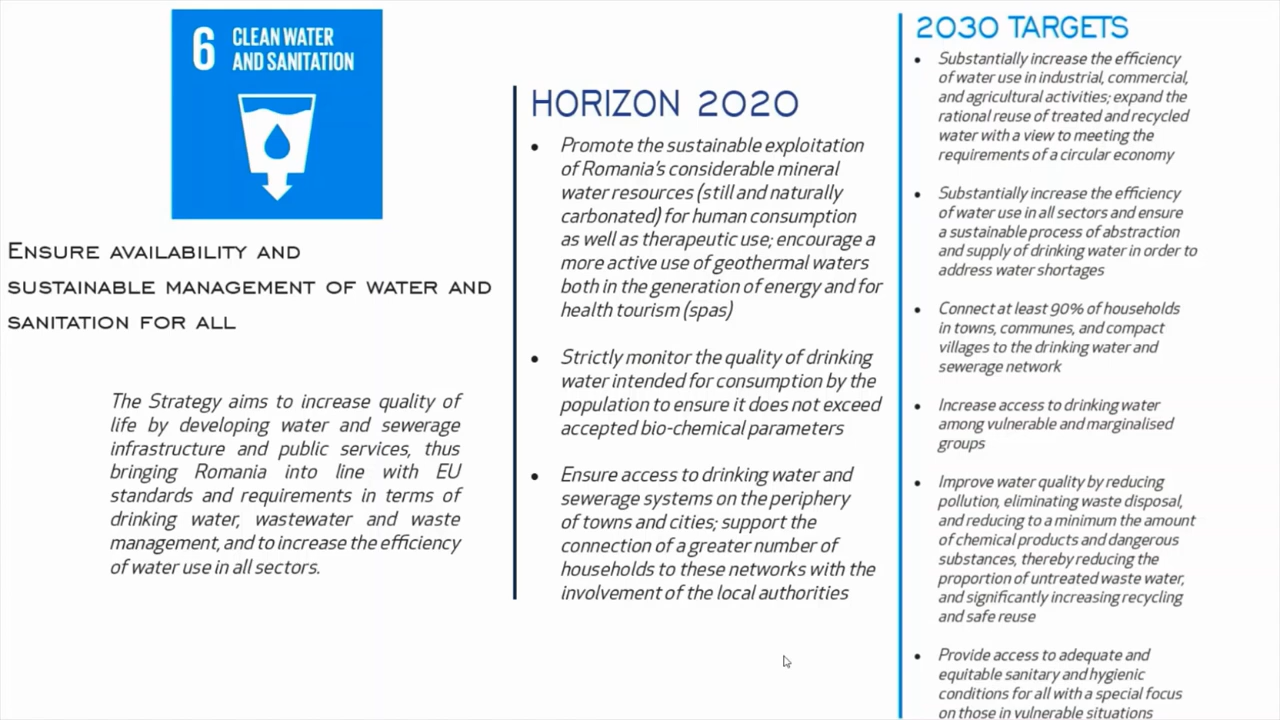 6 CLEAN WATER
AND SANITATION
ENSURE AVAILABILITY AND
SUSTAINABLE MANAGEMENT OF WATER AND
SANITATION FOR ALL
The Strategy aims to increase quality of
life by developing water and sewerage
infrastructure and public services, thus
bringing Romania into line with EU
standards and requirements in terms of
drinking water, wastewater and waste
management, and to increase the efficiency
of water use in all sectors.
HORIZON 2020
• Promote the sustainable exploitation
of Romania's considerable mineral
water resources (still and naturally
carbonated) for human consumption
as well as therapeutic use; encourage a
more active use of geothermal waters
both in the generation of energy and for
health tourism (spas)
• Strictly monitor the quality of drinking
water intended for consumption by the
population to ensure it does not exceed
accepted bio-chemical parameters
• Ensure access to drinking water and
sewerage systems on the periphery
of towns and cities; support the
connection of a greater number of
households to these networks with the
involvement of the local authorities
2030 TARGETS
• Substantially increase the efficiency
of water use in industrial, commercial,
and agricultural activities; expand the
rational reuse of treated and recycled
water with a view to meeting the
requirements of a circular economy
• Substantially increase the efficiency
of water use in all sectors and ensure
a sustainable process of abstraction
and supply of drinking water in order to
address water shortages
• Connect at least 90% of households
in towns, communes, and compact
villages to the drinking water and
sewerage network
• Increase access to drinking water
among vulnerable and marginalised
groups
• Improve water quality by reducing
pollution, eliminating waste disposal,
and reducing to a minimum the amount
of chemical products and dangerous
substances, thereby reducing the
proportion of untreated waste water,
and significantly increasing recycling
and safe reuse
• Provide access to adequate and
equitable sanitary and hygienic
conditions for all with a special focus
on those in vulnerable situations